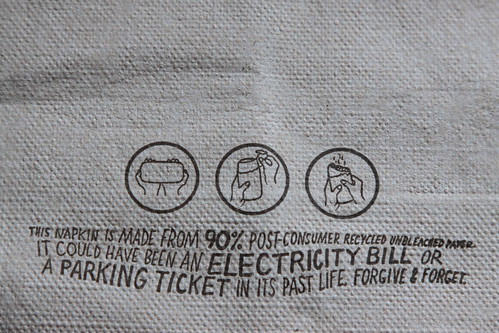 THIS NAPKIN IS MADE FROM 90% POST-CONSUMER RECYCLED UNBLEACHED PAPER.
IT COULD HAVE BEEN AN ELECTRICITY BILL OR
A PARKING TICKET IN ITS PAST LIFE. FORGIVE & FORGET.